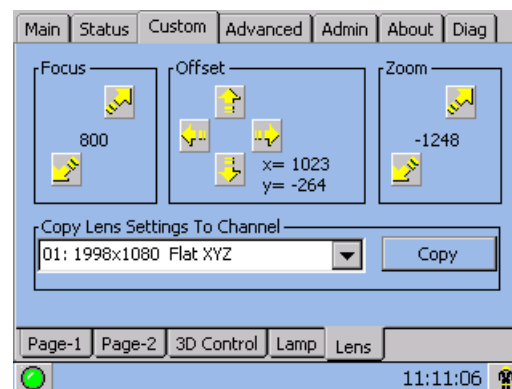 Main Status Custom Advanced Admin About Diag
Focus Offset Zoom
800 -1248
x= 1023
y= -264
Copy Lens Settings To Channel
01: 1998x1080 Flat XYZ Copy
Page-1 Page-2 3D Control Lamp Lens
11:11:06